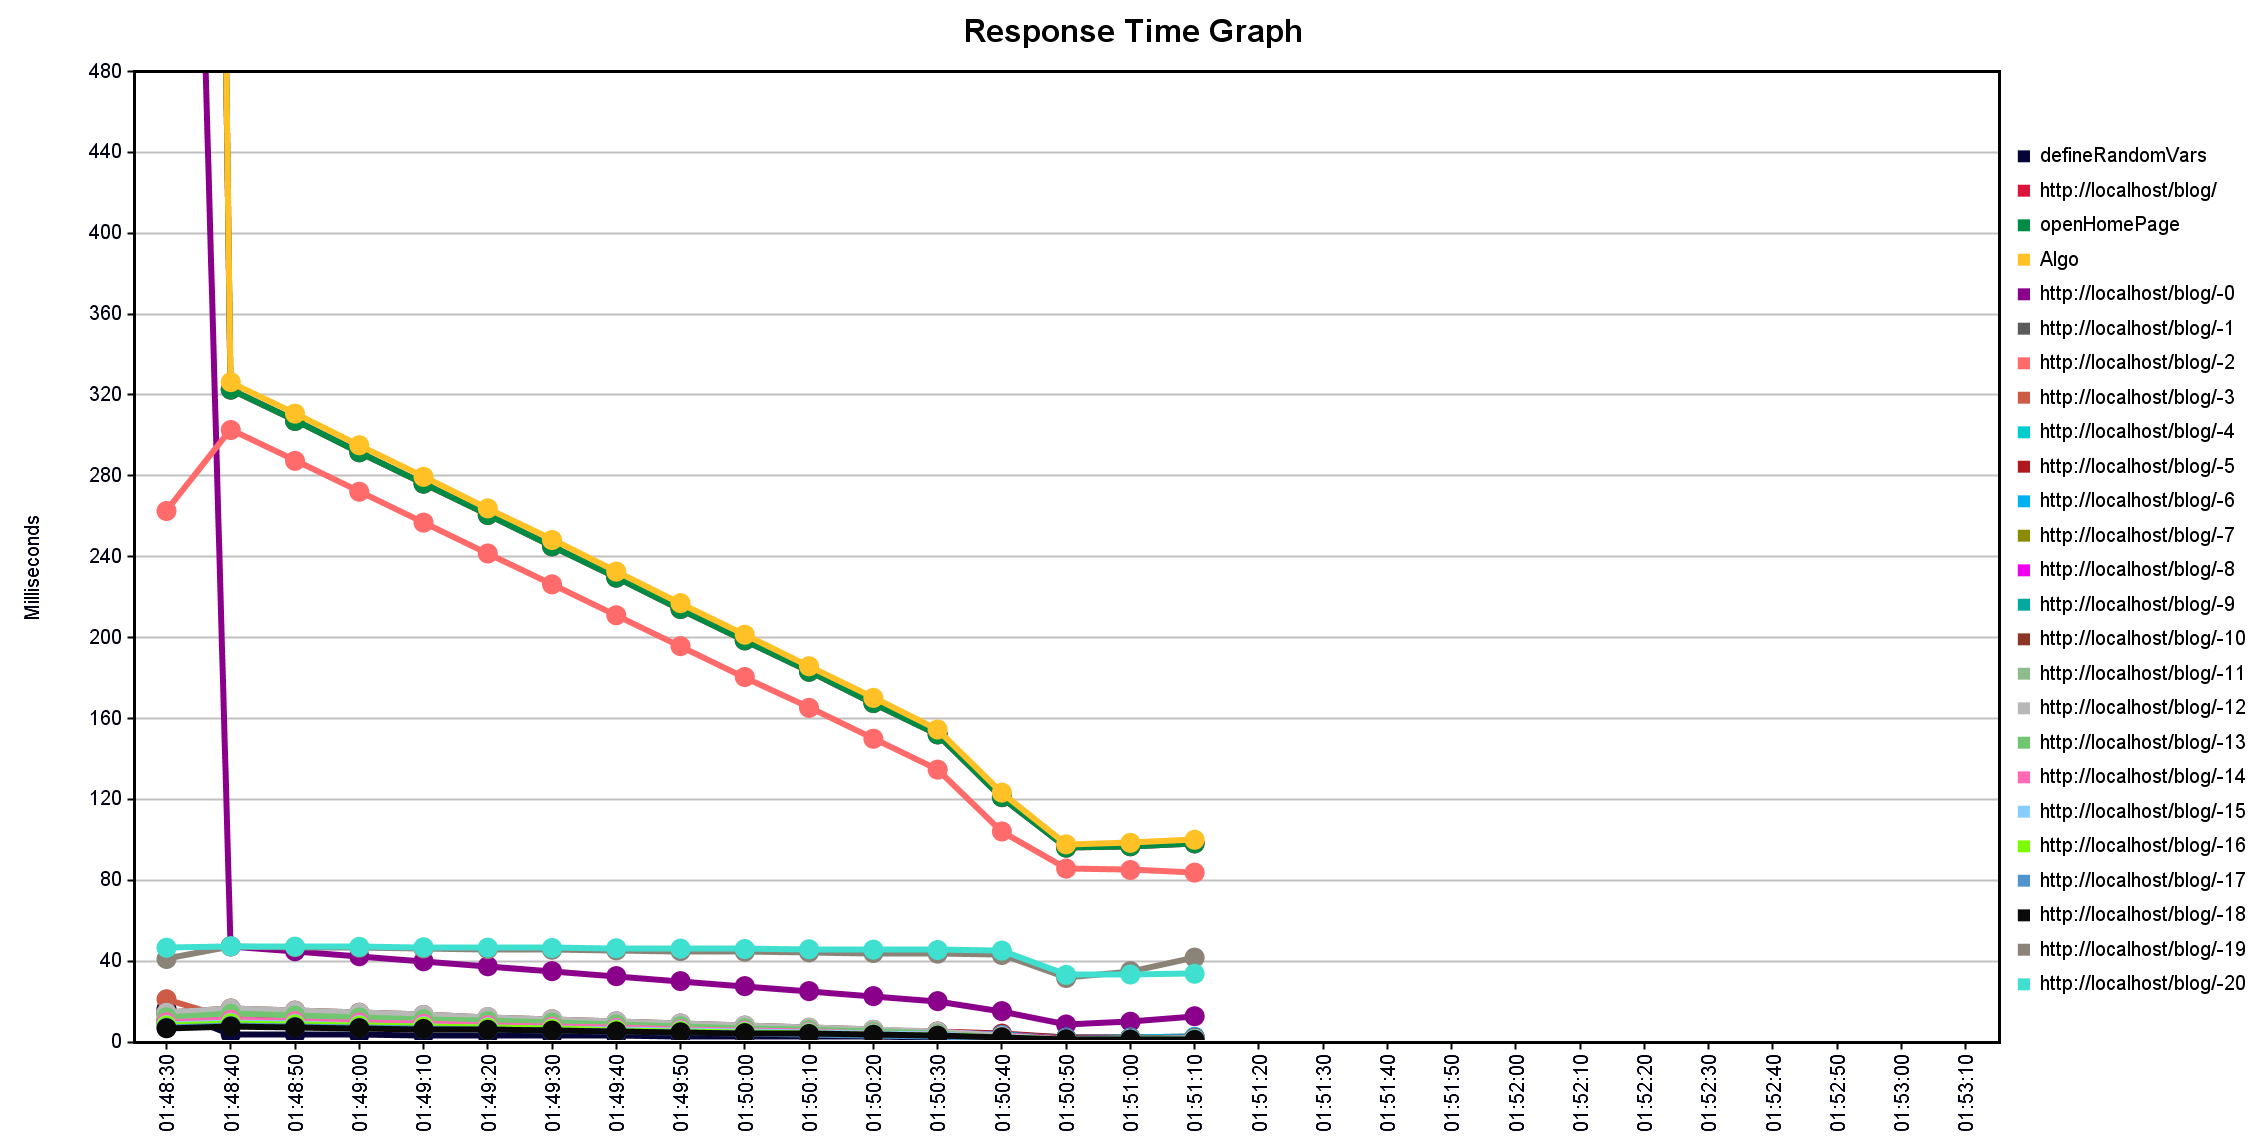 Response Time Graph
480
440
400
360
320
280
240
200
160
120
80
40
0
Milliseconds
01:48:30
01:48:40
01:48:50
01:49:00
01:49:10
01:49:20
01:49:30
01:49:40
01:49:50
01:50:00
01:50:10
01:50:20
01:50:30
01:50:40
01:50:50
01:51:00
01:51:10
01:51:20
01:51:30
01:51:40
01:51:50
01:52:00
01:52:10
01:52:20
01:52:30
01:52:40
01:52:50
01:53:00
01:53:10
defineRandomVars
http://localhost/blog/
openHomePage
Algo
http://localhost/blog/-0
http://localhost/blog/-1
http://localhost/blog/-2
http://localhost/blog/-3
http://localhost/blog/-4
http://localhost/blog/-5
http://localhost/blog/-6
http://localhost/blog/-7
http://localhost/blog/-8
http://localhost/blog/-9
http://localhost/blog/-10
http://localhost/blog/-11
http://localhost/blog/-12
http://localhost/blog/-13
http://localhost/blog/-14
http://localhost/blog/-15
http://localhost/blog/-16
http://localhost/blog/-17
http://localhost/blog/-18
http://localhost/blog/-19
http://localhost/blog/-20